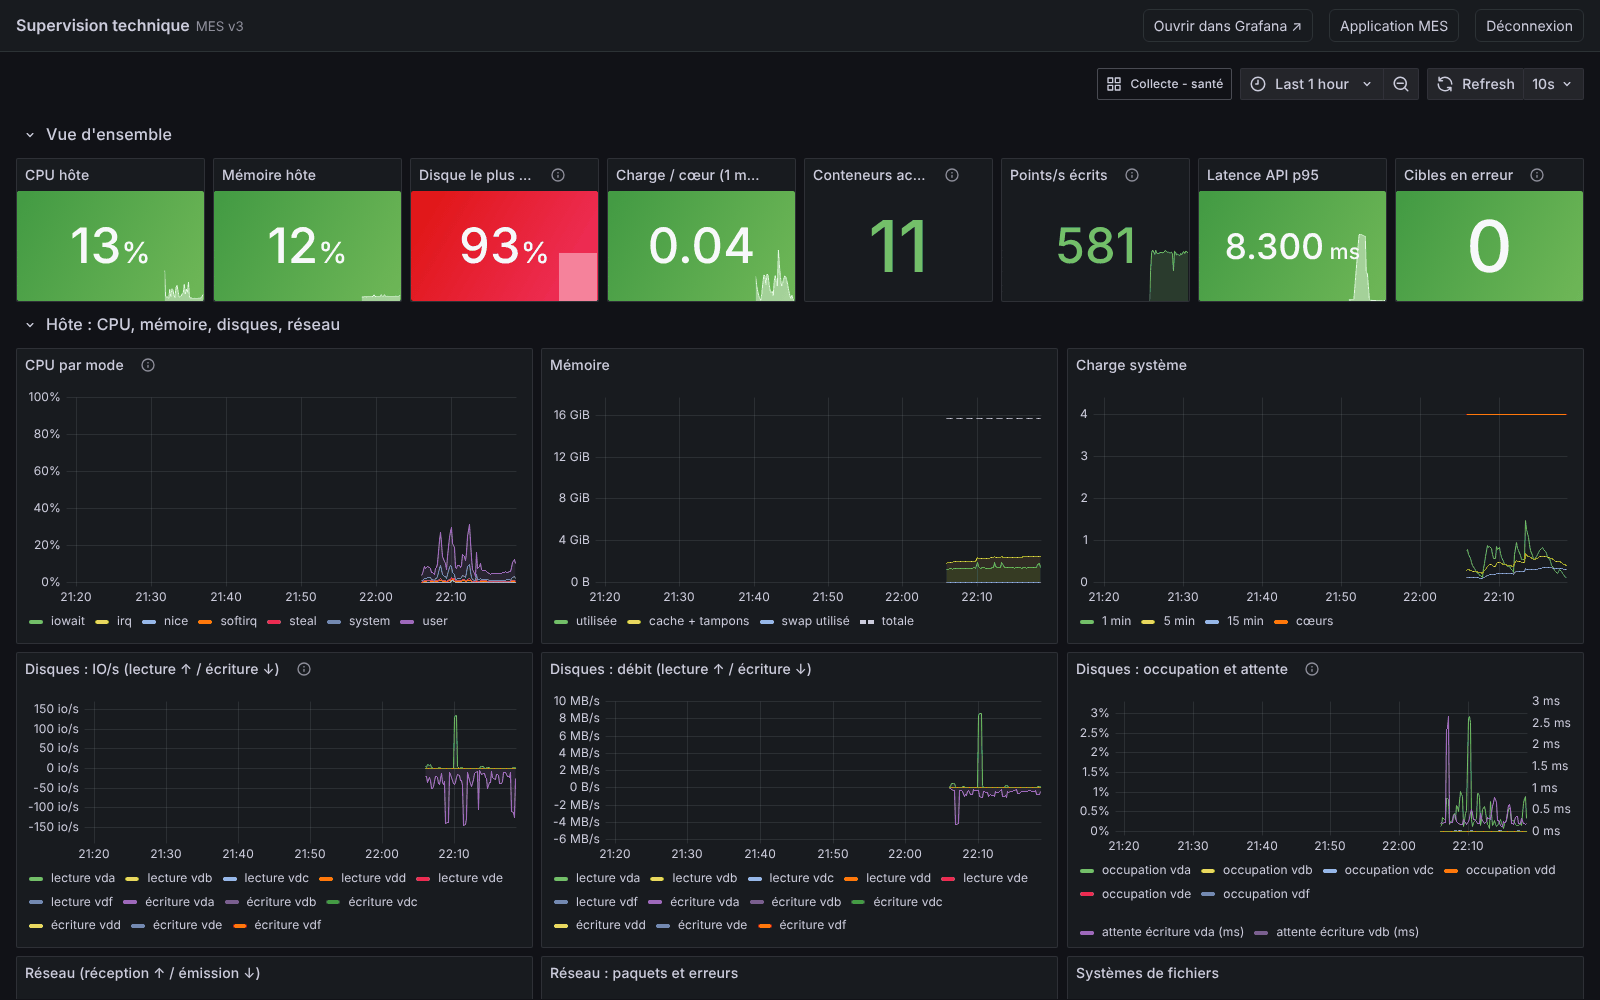 Supervision technique MES v3
Ouvrir dans Grafana ↗ Application MES Déconnexion
Collecte - santé Last 1 hour Refresh 10s
Vue d'ensemble
CPU hôte Mémoire hôte Disque le plus ... Charge / cœur (1 m... Conteneurs ac... Points/s écrits Latence API p95 Cibles en erreur
13% 12% 93% 0.04 11 581 8.300 ms 0
Hôte : CPU, mémoire, disques, réseau
CPU par mode
100%
80%
60%
40%
20%
0%
21:20 21:30 21:40 21:50 22:00 22:10
iowait irq nice softirq steal system user
Mémoire
16 GiB
12 GiB
8 GiB
4 GiB
0 B
21:20 21:30 21:40 21:50 22:00 22:10
utilisée cache + tampons swap utilisé totale
Charge système
4
3
2
1
0
21:20 21:30 21:40 21:50 22:00 22:10
1 min 5 min 15 min cœurs
Disques : IO/s (lecture ↑ / écriture ↓)
150 io/s
100 io/s
50 io/s
0 io/s
-50 io/s
-100 io/s
-150 io/s
21:20 21:30 21:40 21:50 22:00 22:10
lecture vda lecture vdb lecture vdc lecture vdd lecture vde
lecture vdf écriture vda écriture vdb écriture vdc
écriture vdd écriture vde écriture vdf
Disques : débit (lecture ↑ / écriture ↓)
10 MB/s
8 MB/s
6 MB/s
4 MB/s
2 MB/s
0 B/s
-2 MB/s
-4 MB/s
-6 MB/s
21:20 21:30 21:40 21:50 22:00 22:10
lecture vda lecture vdb lecture vdc lecture vdd lecture vde
lecture vdf écriture vda écriture vdb écriture vdc
écriture vdd écriture vde écriture vdf
Disques : occupation et attente
3%
2.5%
2%
1.5%
1%
0.5%
0%
3 ms
2.5 ms
2 ms
1.5 ms
1 ms
0.5 ms
0 ms
21:20 21:30 21:40 21:50 22:00 22:10
occupation vda occupation vdb occupation vdc occupation vdd
occupation vde occupation vdf
attente écriture vda (ms) attente écriture vdb (ms)
Réseau (réception ↑ / émission ↓)
Réseau : paquets et erreurs
Systèmes de fichiers